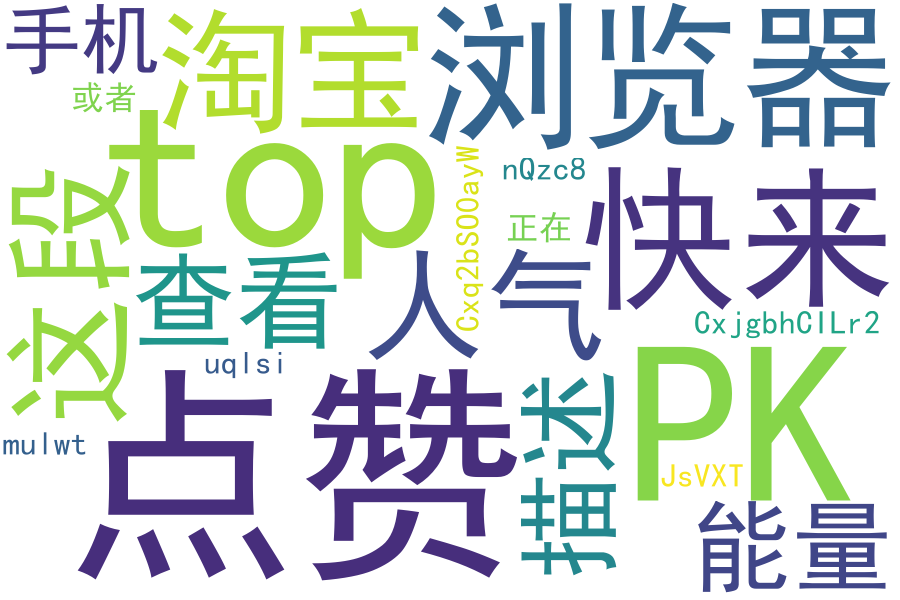 手机
淘宝
浏览器
或者
top
nQzc8
快来
这段
Cxq2bSOOayW
正在
查看
人气
CxjgbhCILr2
uqlsi
PK
点赞
描述
mulwt
JsVXT
能量